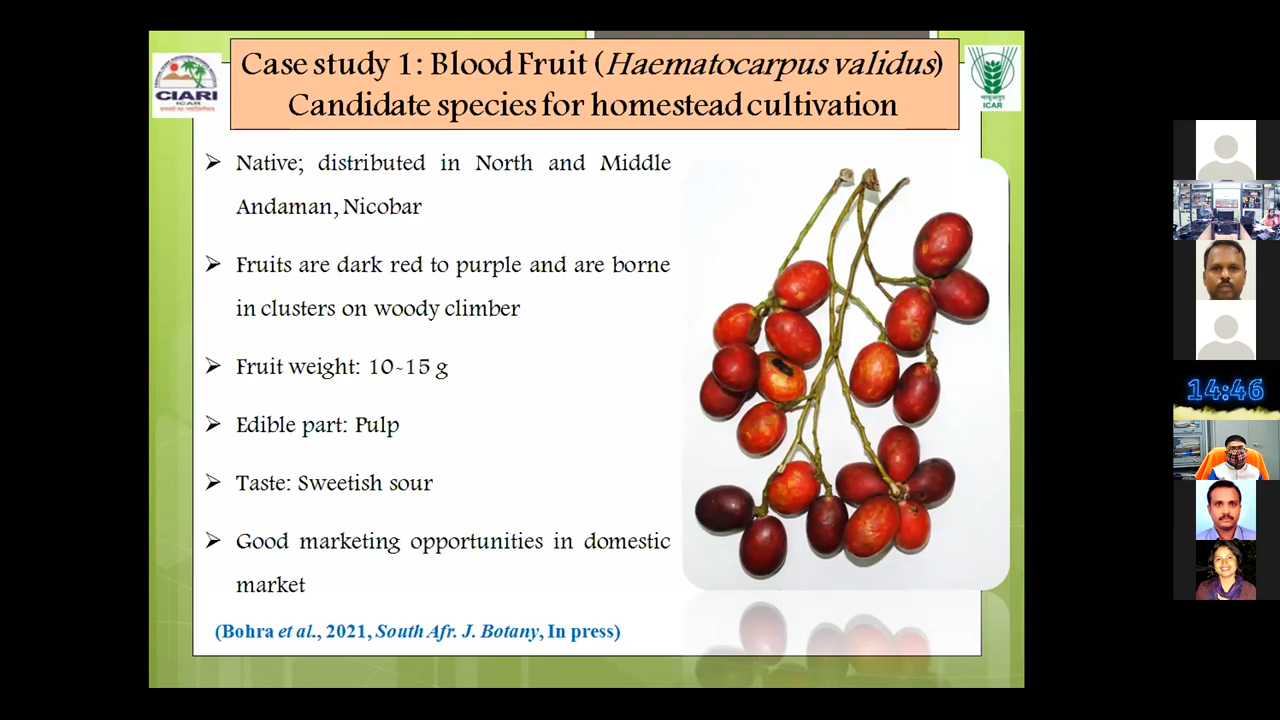 Case study 1: Blood Fruit (Haematocarpus validus)
Candidate species for homestead cultivation
CIARI
ICAR
ICAR
➢ Native; distributed in North and Middle
Andaman, Nicobar
➢ Fruits are dark red to purple and are borne
in clusters on woody climber
➢ Fruit weight: 10-15 g
➢ Edible part: Pulp
➢ Taste: Sweetish sour
➢ Good marketing opportunities in domestic
market
(Bohra et al., 2021, South Afr. J. Botany, In press)
14:46